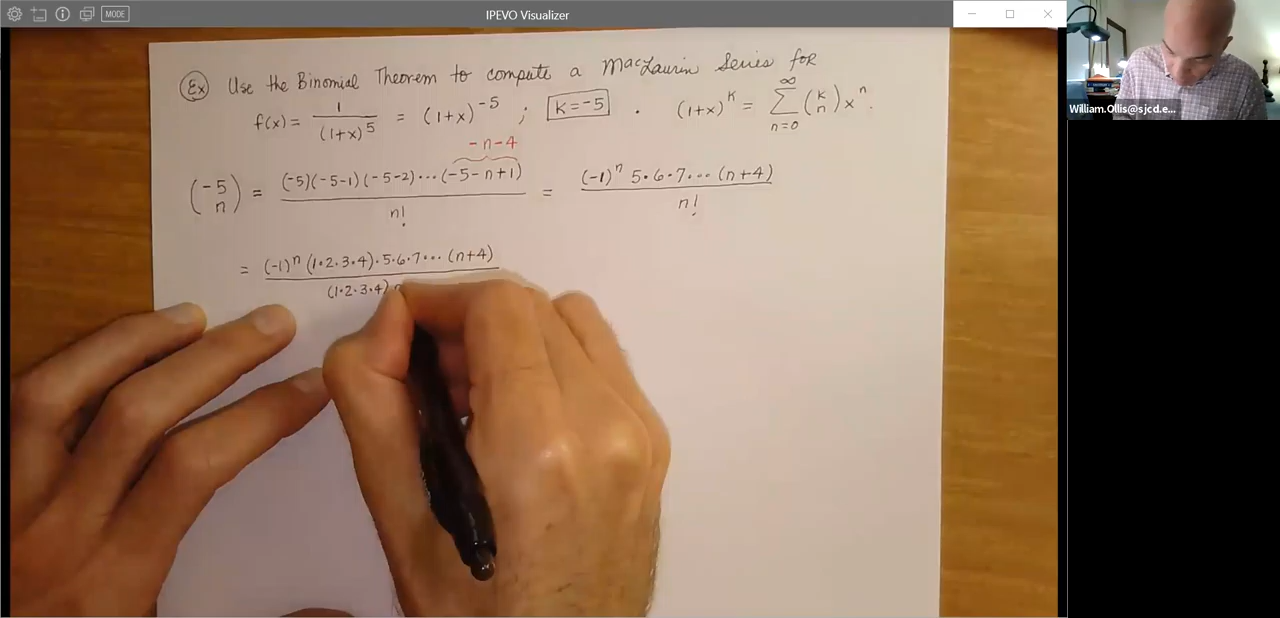 MODE
IPEVO Visualizer
William.Ollis@sjcd.e...
Ex Use the Binomial Theorem to compute a MacLaurin Series for
f(x) = 1/(1+x)^5 = (1+x)^-5 ; k = -5 . (1+x)^k = ∑_{n=0}^{∞} (k n) x^n.
-n-4
(-5 n) = (-5)(-5-1)(-5-2)···(-5-n+1)/n! = (-1)^n 5·6·7···(n+4)/n!
= (-1)^n (1·2·3·4)·5·6·7···(n+4)/(1·2·3·4)